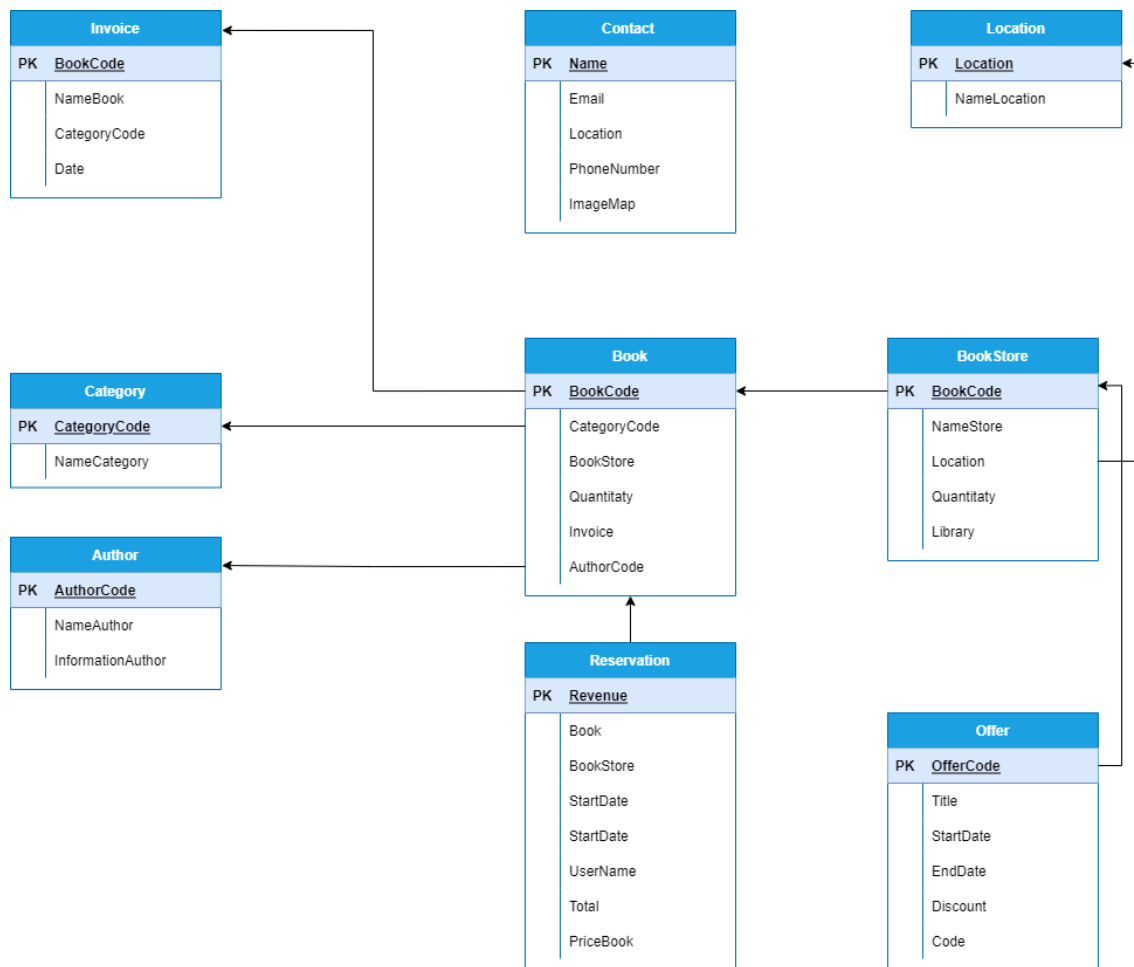 Invoice
PK BookCode
NameBook
CategoryCode
Date
Contact
PK Name
Email
Location
PhoneNumber
ImageMap
Location
PK Location
NameLocation
Category
PK CategoryCode
NameCategory
Book
PK BookCode
CategoryCode
BookStore
Quantitaty
Invoice
AuthorCode
BookStore
PK BookCode
NameStore
Location
Quantitaty
Library
Author
PK AuthorCode
NameAuthor
InformationAuthor
Reservation
PK Revenue
Book
BookStore
StartDate
StartDate
UserName
Total
PriceBook
Offer
PK OfferCode
Title
StartDate
EndDate
Discount
Code